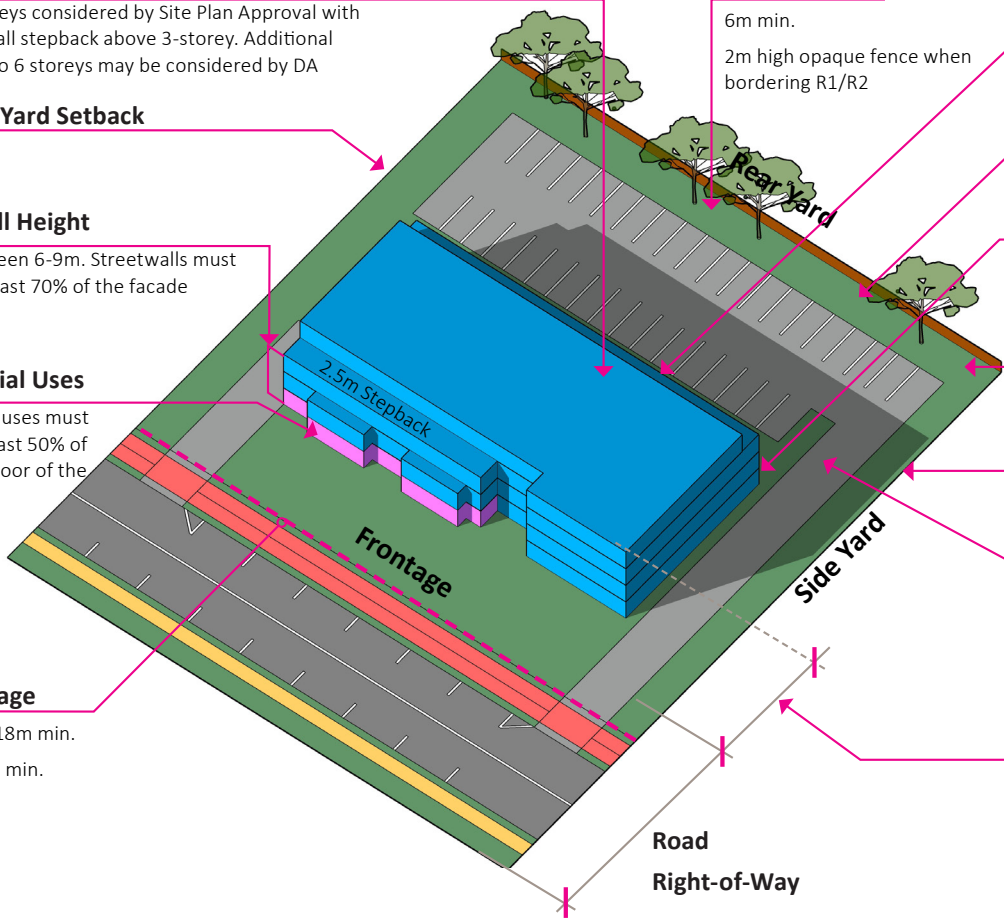 eys considered by Site Plan Approval with
all stepback above 3-storey. Additional
o 6 storeys may be considered by DA
6m min.
2m high opaque fence when
bordering R1/R2
Yard Setback
Rear Yard
ll Height
een 6-9m. Streetwalls must
ast 70% of the facade
2.5m Stepback
ial Uses
uses must
ast 50% of
oor of the
Frontage
Side Yard
age
18m min.
min.
Road
Right-of-Way